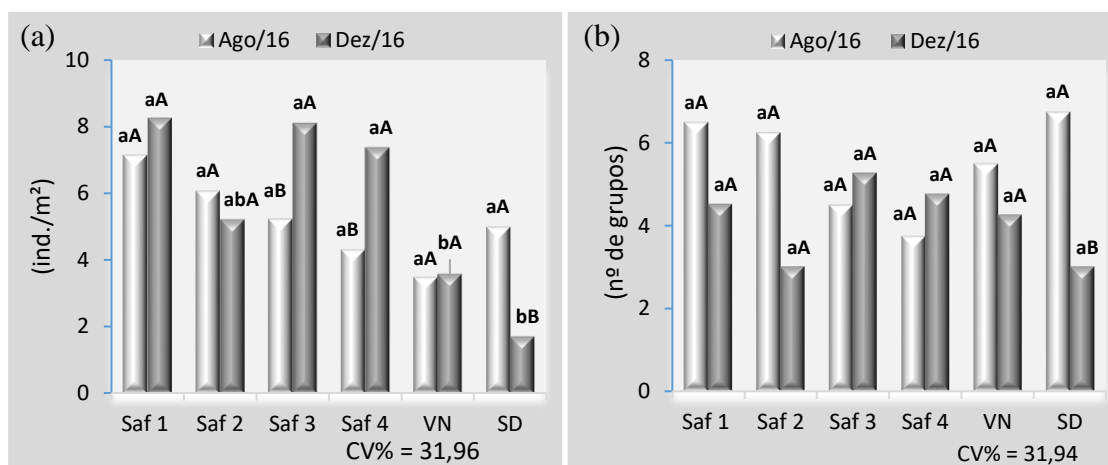 (a)
Ago/16 Dez/16
10
8
6
4
2
0
(ind./m²)
aA aA
aA abA
aB aA
aB aA
aA bA
aA bB
Saf 1 Saf 2 Saf 3 Saf 4 VN SD
CV% = 31,96
(b)
Ago/16 Dez/16
8
6
4
2
0
(nº de grupos)
aA aA
aA aA
aA aA
aA aA
aA aA
aA aB
Saf 1 Saf 2 Saf 3 Saf 4 VN SD
CV% = 31,94